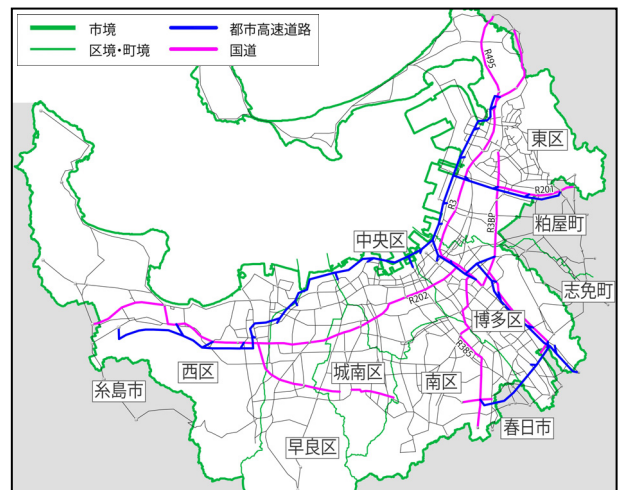 市境
都市高速道路
区境・町境
国道
R495
東区
R201
R3
R3BP
粕屋町
中央区
志免町
R202
博多区
R385
西区
城南区
南区
糸島市
春日市
早良区